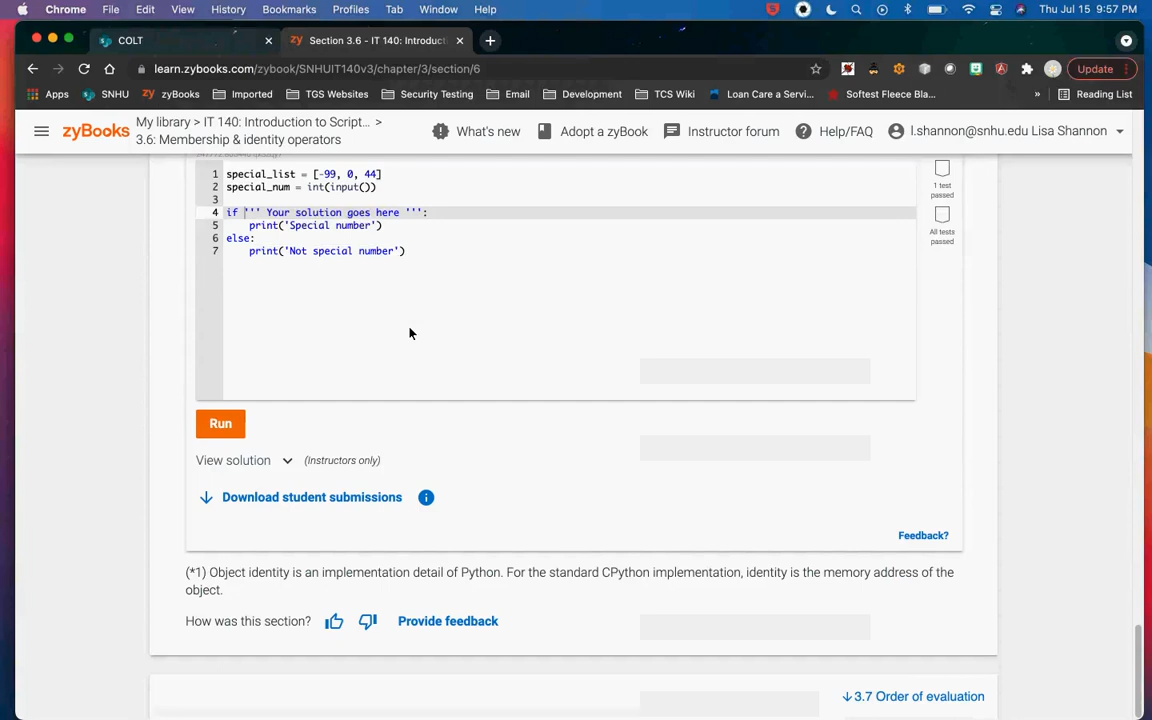 Chrome File Edit View History Bookmarks Profiles Tab Window Help Thu Jul 15 9:57 PM
COLT Section 3.6 - IT 140: Introduct
learn.zybooks.com/zybook/SNHUIT140v3/chapter/3/section/6 Update
Apps SNHU zyBooks Imported TGS Websites Security Testing Email Development TCS Wiki Loan Care a Servi... Softest Fleece Bla... » Reading List
zyBooks My library > IT 140: Introduction to Script... >
3.6: Membership & identity operators
What's new Adopt a zyBook Instructor forum Help/FAQ l.shannon@snhu.edu Lisa Shannon
1 special_list = [-99, 0, 44]
2 special_num = int(input())
3
4 if ''' Your solution goes here ''':
5 print('Special number')
6 else:
7 print('Not special number')
1 test
passed
All tests
passed
Run
View solution (Instructors only)
Download student submissions
Feedback?
(*1) Object identity is an implementation detail of Python. For the standard CPython implementation, identity is the memory address of the
object.
How was this section? Provide feedback
3.7 Order of evaluation